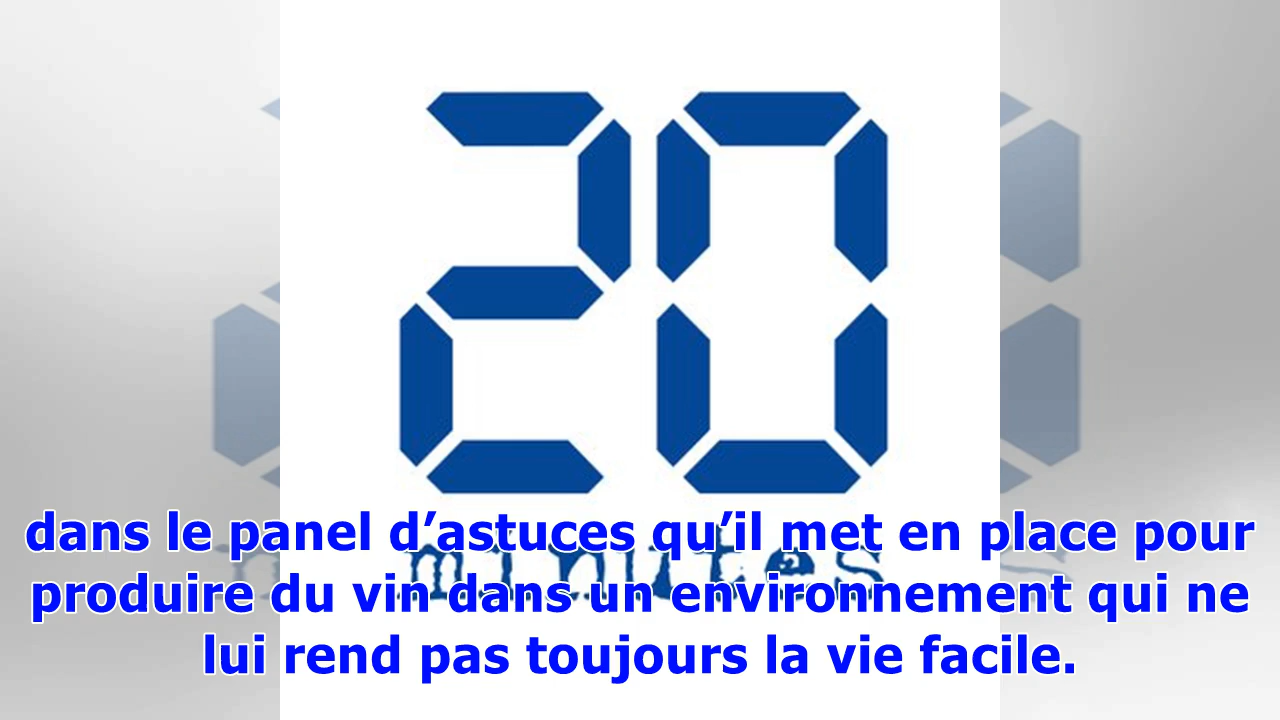 20
minutes
dans le panel d’astuces qu’il met en place pour
produire du vin dans un environnement qui ne
lui rend pas toujours la vie facile.